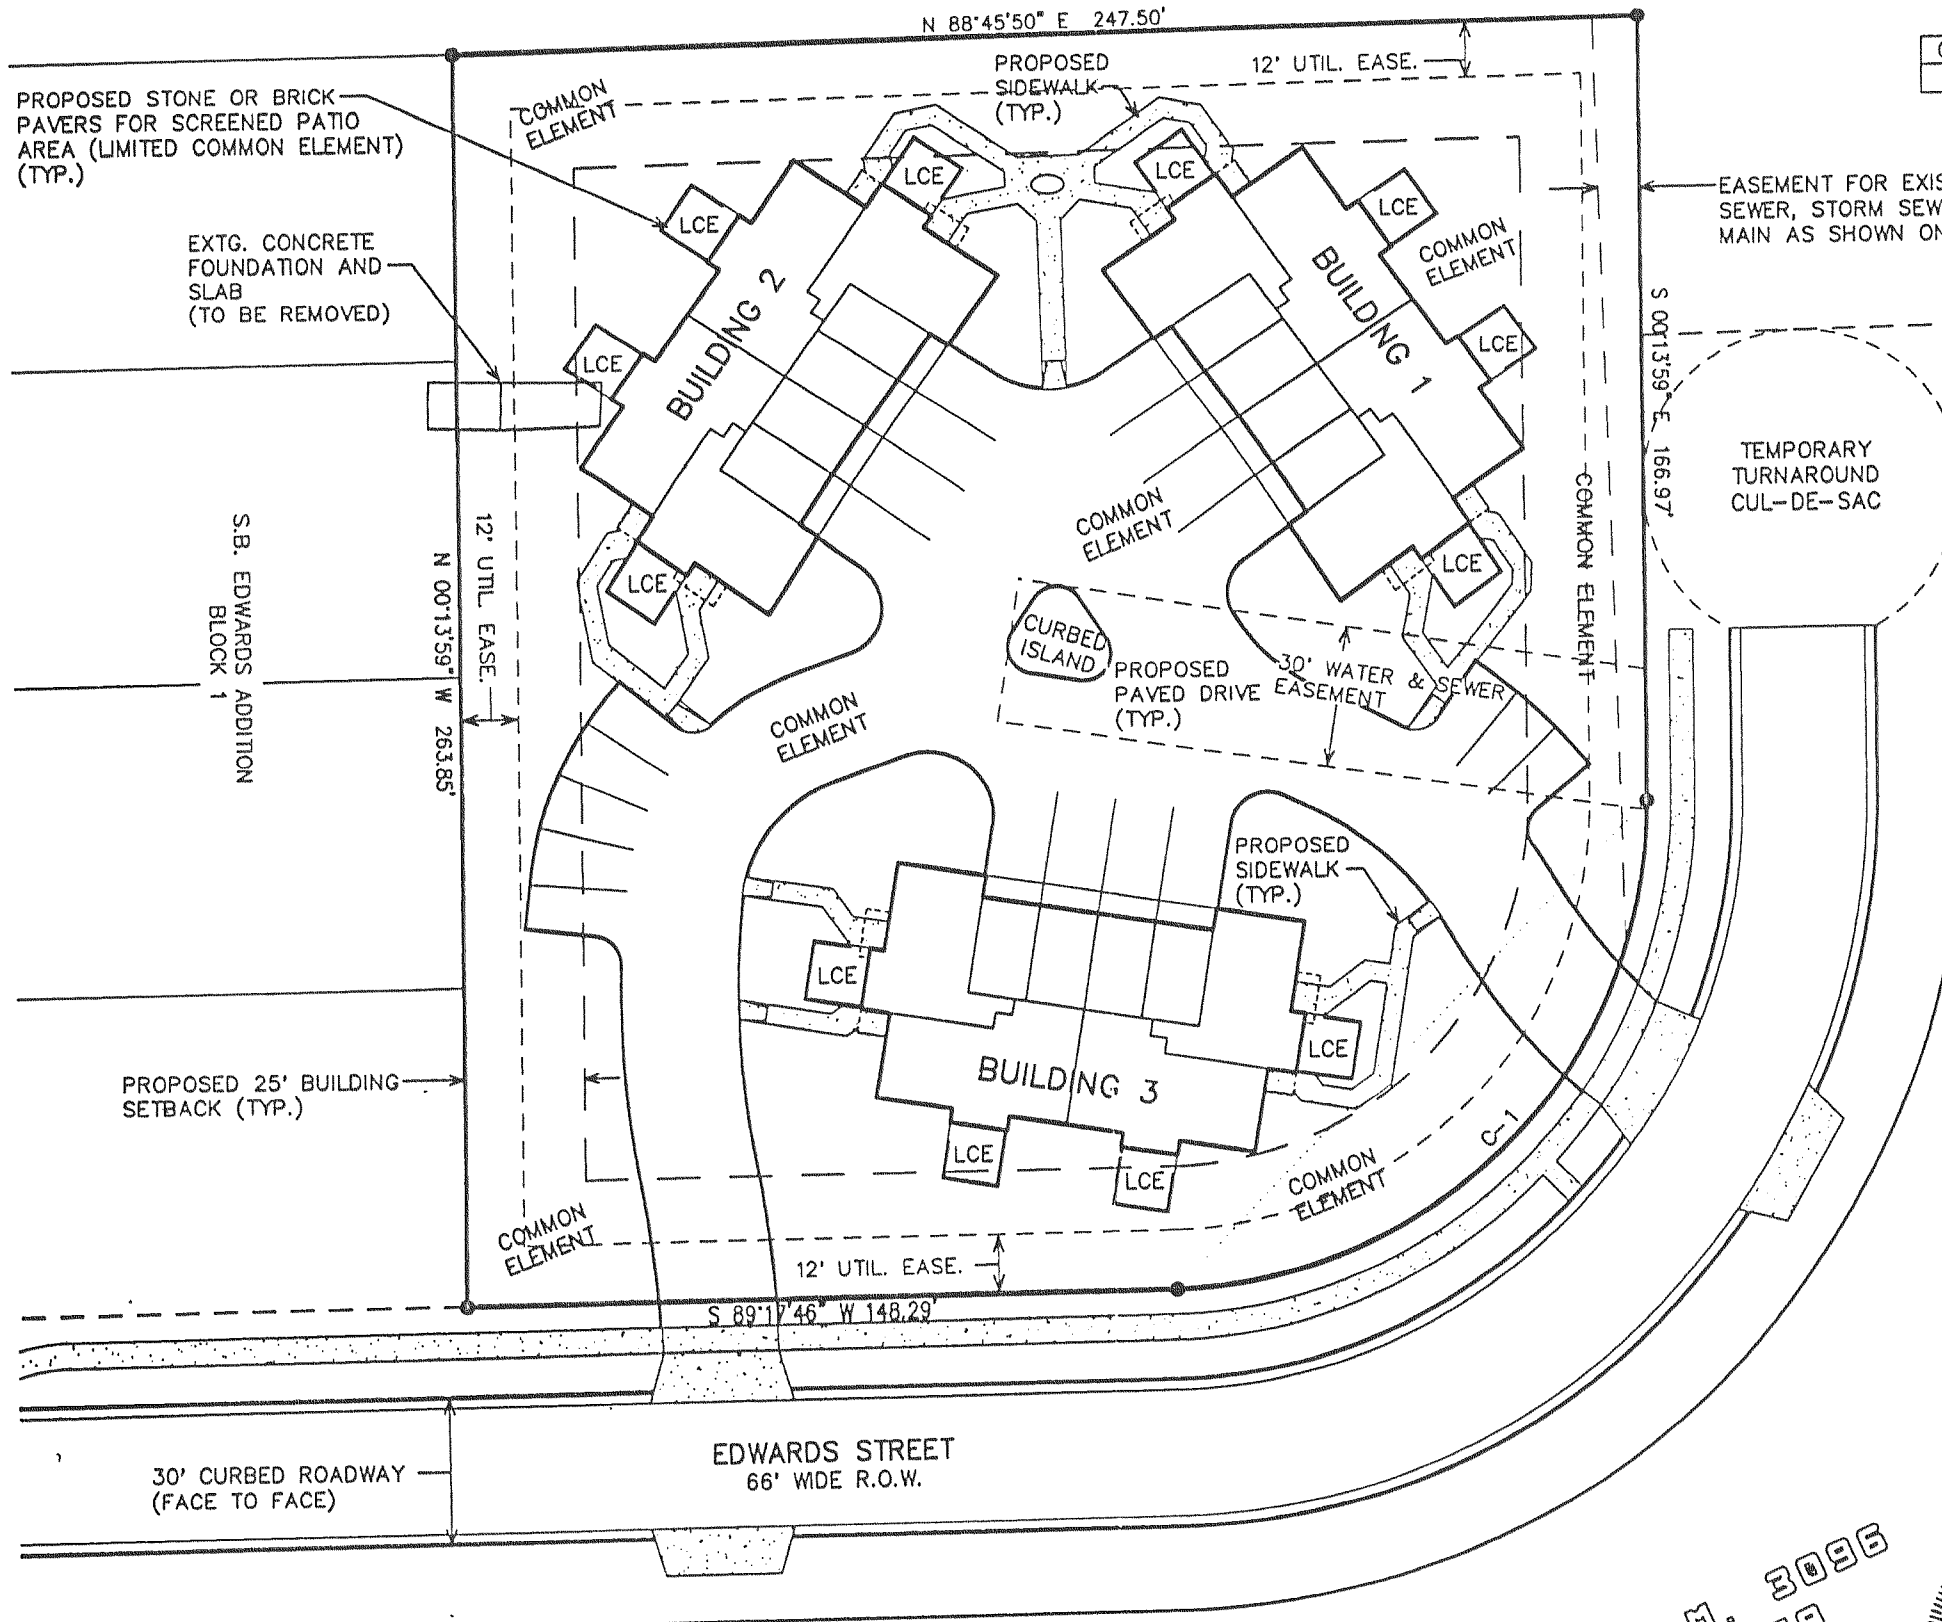 N 88°45'50" E 247.50'
12' UTIL. EASE.
PROPOSED
SIDEWALK
(TYP.)
COMMON
ELEMENT
PROPOSED STONE OR BRICK
PAVERS FOR SCREENED PATIO
AREA (LIMITED COMMON ELEMENT)
(TYP.)
LCE
LCE
LCE
LCE
EASEMENT FOR EXIS
SEWER, STORM SEW
MAIN AS SHOWN ON
EXTG. CONCRETE
FOUNDATION AND
SLAB
(TO BE REMOVED)
COMMON
ELEMENT
BUILDING 2
BUILDING 1
LCE
LCE
S 00°13'59" E 166.97'
TEMPORARY
TURNAROUND
CUL-DE-SAC
COMMON
ELEMENT
COMMON ELEMENT
S.B. EDWARDS ADDITION
BLOCK 1
N 00°13'59" W 263.85'
12' UTIL. EASE.
LCE
LCE
CURBED
ISLAND
PROPOSED
PAVED DRIVE
(TYP.)
30' WATER & SEWER
EASEMENT
COMMON
ELEMENT
PROPOSED
SIDEWALK
(TYP.)
LCE
LCE
BUILDING 3
PROPOSED 25' BUILDING
SETBACK (TYP.)
LCE
LCE
C-1
COMMON
ELEMENT
COMMON
ELEMENT
12' UTIL. EASE.
S 89°17'46" W 148.29'
EDWARDS STREET
66' WIDE R.O.W.
30' CURBED ROADWAY
(FACE TO FACE)
3096